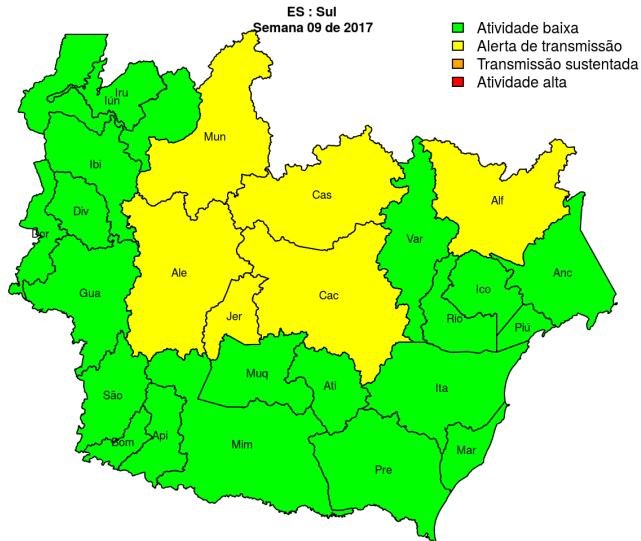 ES : Sul
Semana 09 de 2017
Atividade baixa
Alerta de transmissão
Transmissão sustentada
Atividade alta
Iru
Iún
Mun
Ibi
Cas
Alf
Div
Dor
Var
Ale
Anc
Gua
Cac
Ico
Jer
Rio
Piú
Muq
Ati
Ita
São
Bom
Api
Mim
Mar
Pre